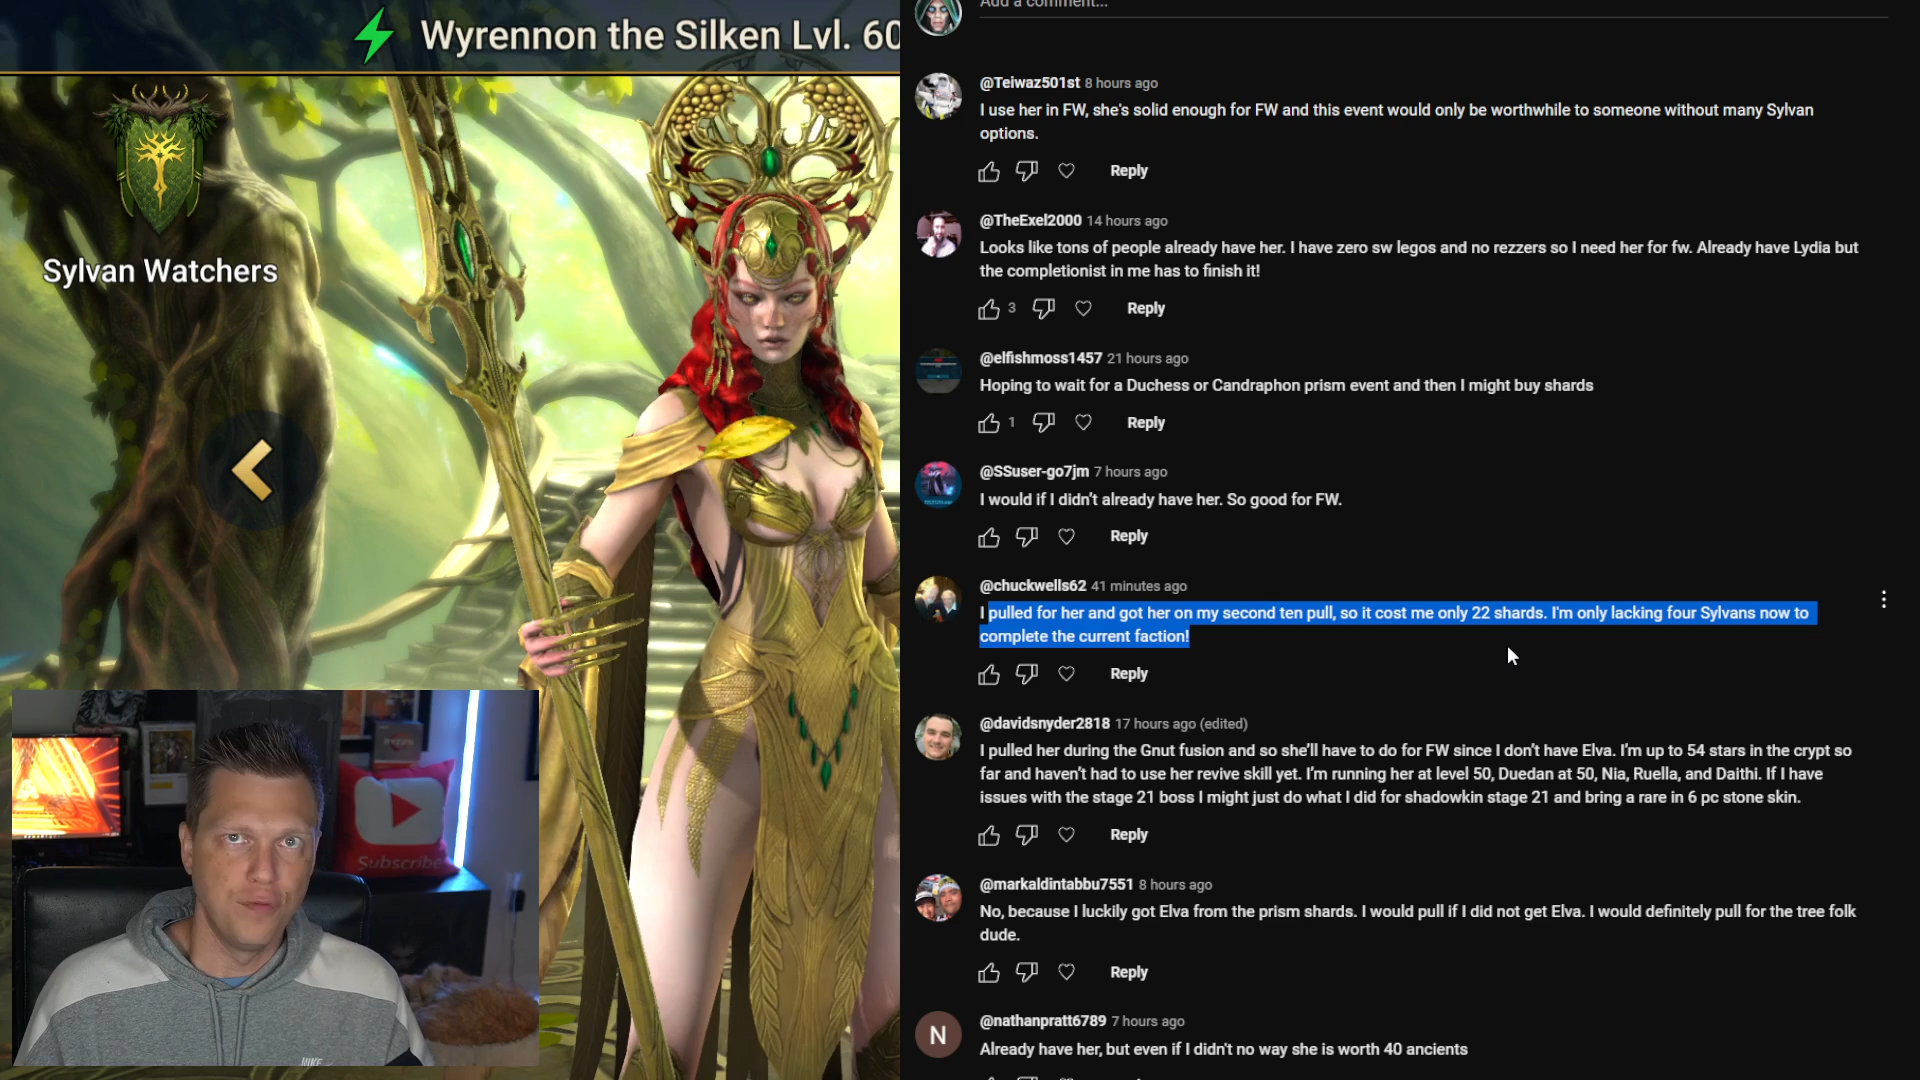 Wyrennon the Silken Lvl. 60
Sylvan Watchers
Subscribe
RYZEN
NIKE
Add a comment...
@Teiwaz501st 8 hours ago
I use her in FW, she's solid enough for FW and this event would only be worthwhile to someone without many Sylvan
options.
Reply
@TheExel2000 14 hours ago
Looks like tons of people already have her. I have zero sw legos and no rezzers so I need her for fw. Already have Lydia but
the completionist in me has to finish it!
3
Reply
@elfishmoss1457 21 hours ago
Hoping to wait for a Duchess or Candraphon prism event and then I might buy shards
1
Reply
@SSuser-go7jm 7 hours ago
I would if I didn't already have her. So good for FW.
Reply
@chuckwells62 41 minutes ago
I pulled for her and got her on my second ten pull, so it cost me only 22 shards. I'm only lacking four Sylvans now to
complete the current faction!
Reply
@davidsnyder2818 17 hours ago (edited)
I pulled her during the Gnut fusion and so she'll have to do for FW since I don't have Elva. I'm up to 54 stars in the crypt so
far and haven't had to use her revive skill yet. I'm running her at level 50, Duedan at 50, Nia, Ruella, and Daithi. If I have
issues with the stage 21 boss I might just do what I did for shadowkin stage 21 and bring a rare in 6 pc stone skin.
Reply
@markaldintabbu7551 8 hours ago
No, because I luckily got Elva from the prism shards. I would pull if I did not get Elva. I would definitely pull for the tree folk
dude.
Reply
N
@nathanpratt6789 7 hours ago
Already have her, but even if I didn't no way she is worth 40 ancients